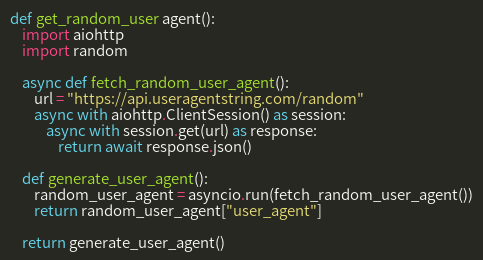 def get_random_user agent():
    import aiohttp
    import random

    async def fetch_random_user_agent():
        url = "https://api.useragentstring.com/random"
        async with aiohttp.ClientSession() as session:
            async with session.get(url) as response:
                return await response.json()

    def generate_user_agent():
        random_user_agent = asyncio.run(fetch_random_user_agent())
        return random_user_agent["user_agent"]

    return generate_user_agent()